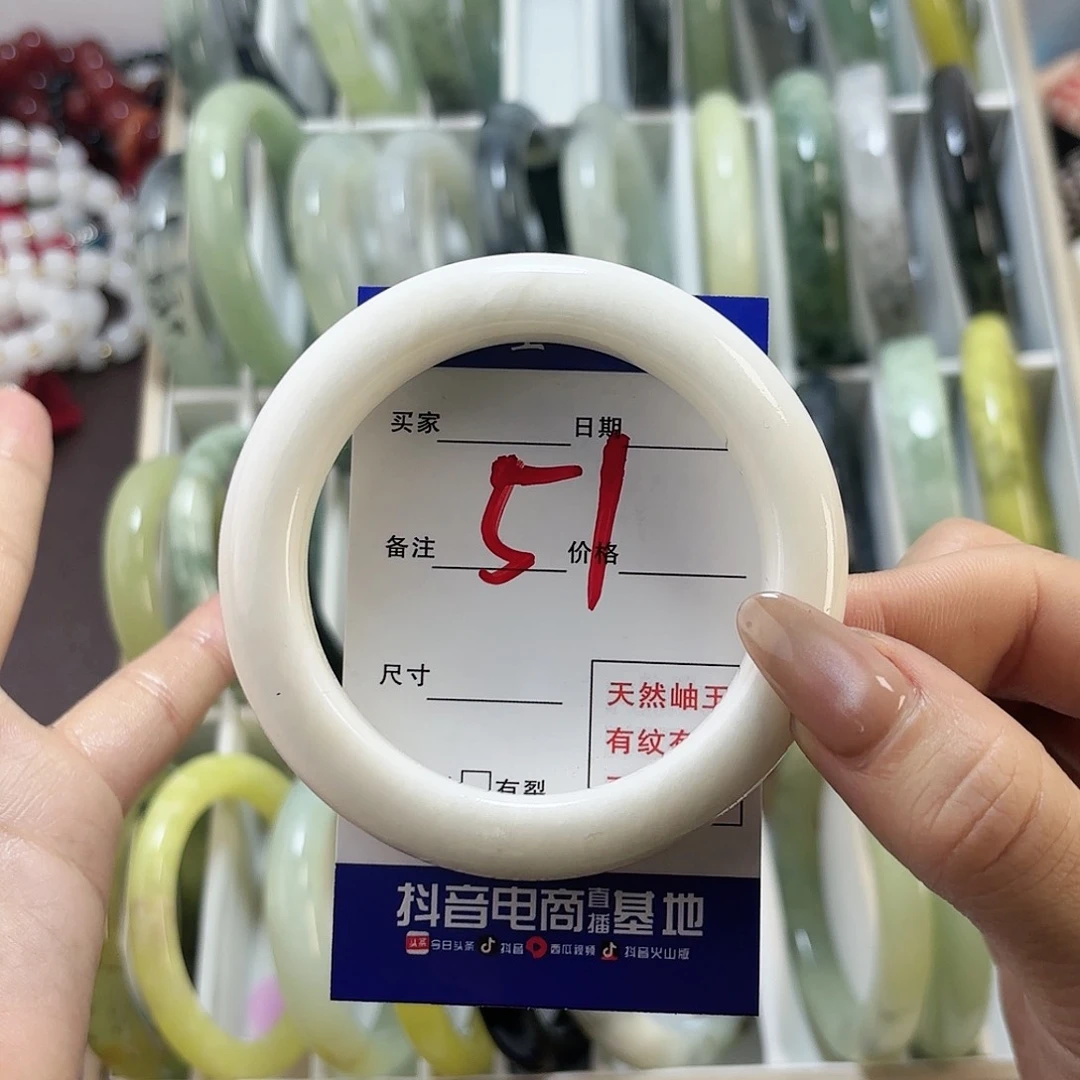 买家 日期
51
备注 价格
尺寸
天然岫玉
有纹
有裂
抖音电商直播基地
头条 今日头条 抖音 西瓜视频 抖音火山版